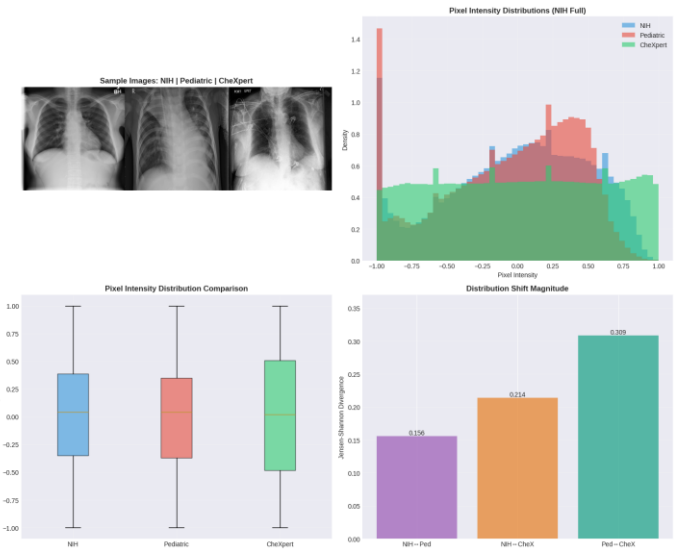 Sample Images: NIH | Pediatric | CheXpert
Pixel Intensity Distributions (NIH Full)
NIH
Pediatric
CheXpert
Density
1.4
1.2
1.0
0.8
0.6
0.4
0.2
0.0
−1.00 −0.75 −0.50 −0.25 0.00 0.25 0.50 0.75 1.00
Pixel Intensity
Pixel Intensity Distribution Comparison
1.00
0.75
0.50
0.25
0.00
−0.25
−0.50
−0.75
−1.00
NIH Pediatric CheXpert
Distribution Shift Magnitude
Jensen-Shannon Divergence
0.35
0.30
0.25
0.20
0.15
0.10
0.05
0.00
0.156
0.214
0.309
NIH↔Ped NIH↔CheX Ped↔CheX